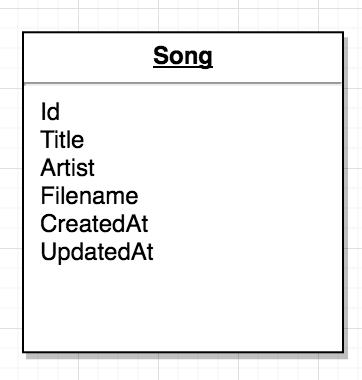 Song
Id
Title
Artist
Filename
CreatedAt
UpdatedAt